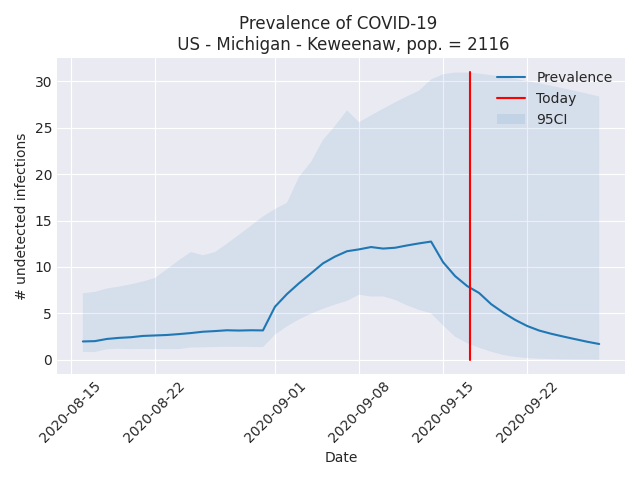 Prevalence of COVID-19
US - Michigan - Keweenaw, pop. = 2116
# undetected infections
30
25
20
15
10
5
0
Prevalence
Today
95CI
2020-08-15
2020-08-22
2020-09-01
2020-09-08
2020-09-15
2020-09-22
Date